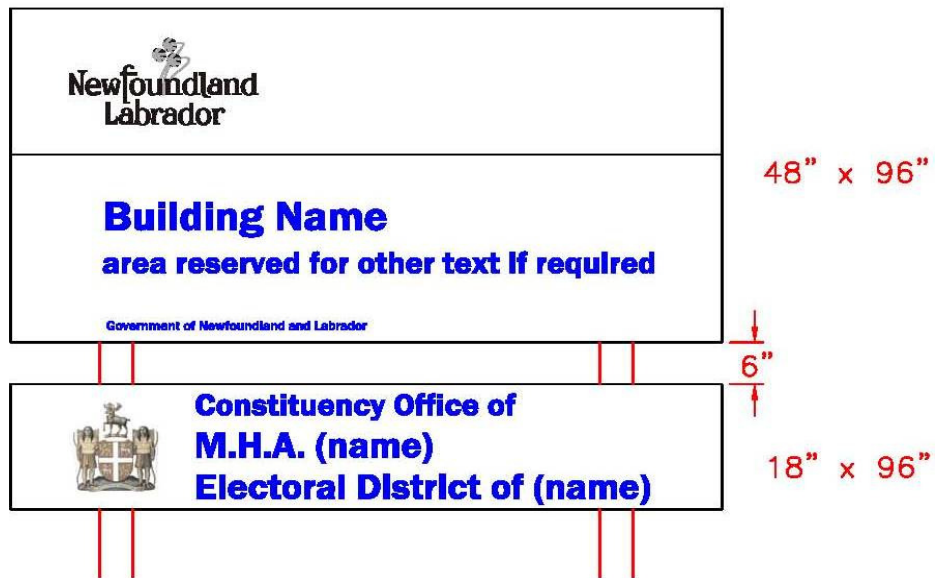 Newfoundland
Labrador
48” x 96”
Building Name
area reserved for other text if required
Government of Newfoundland and Labrador
6”
Constituency Office of
M.H.A. (name)
Electoral District of (name)
18” x 96”